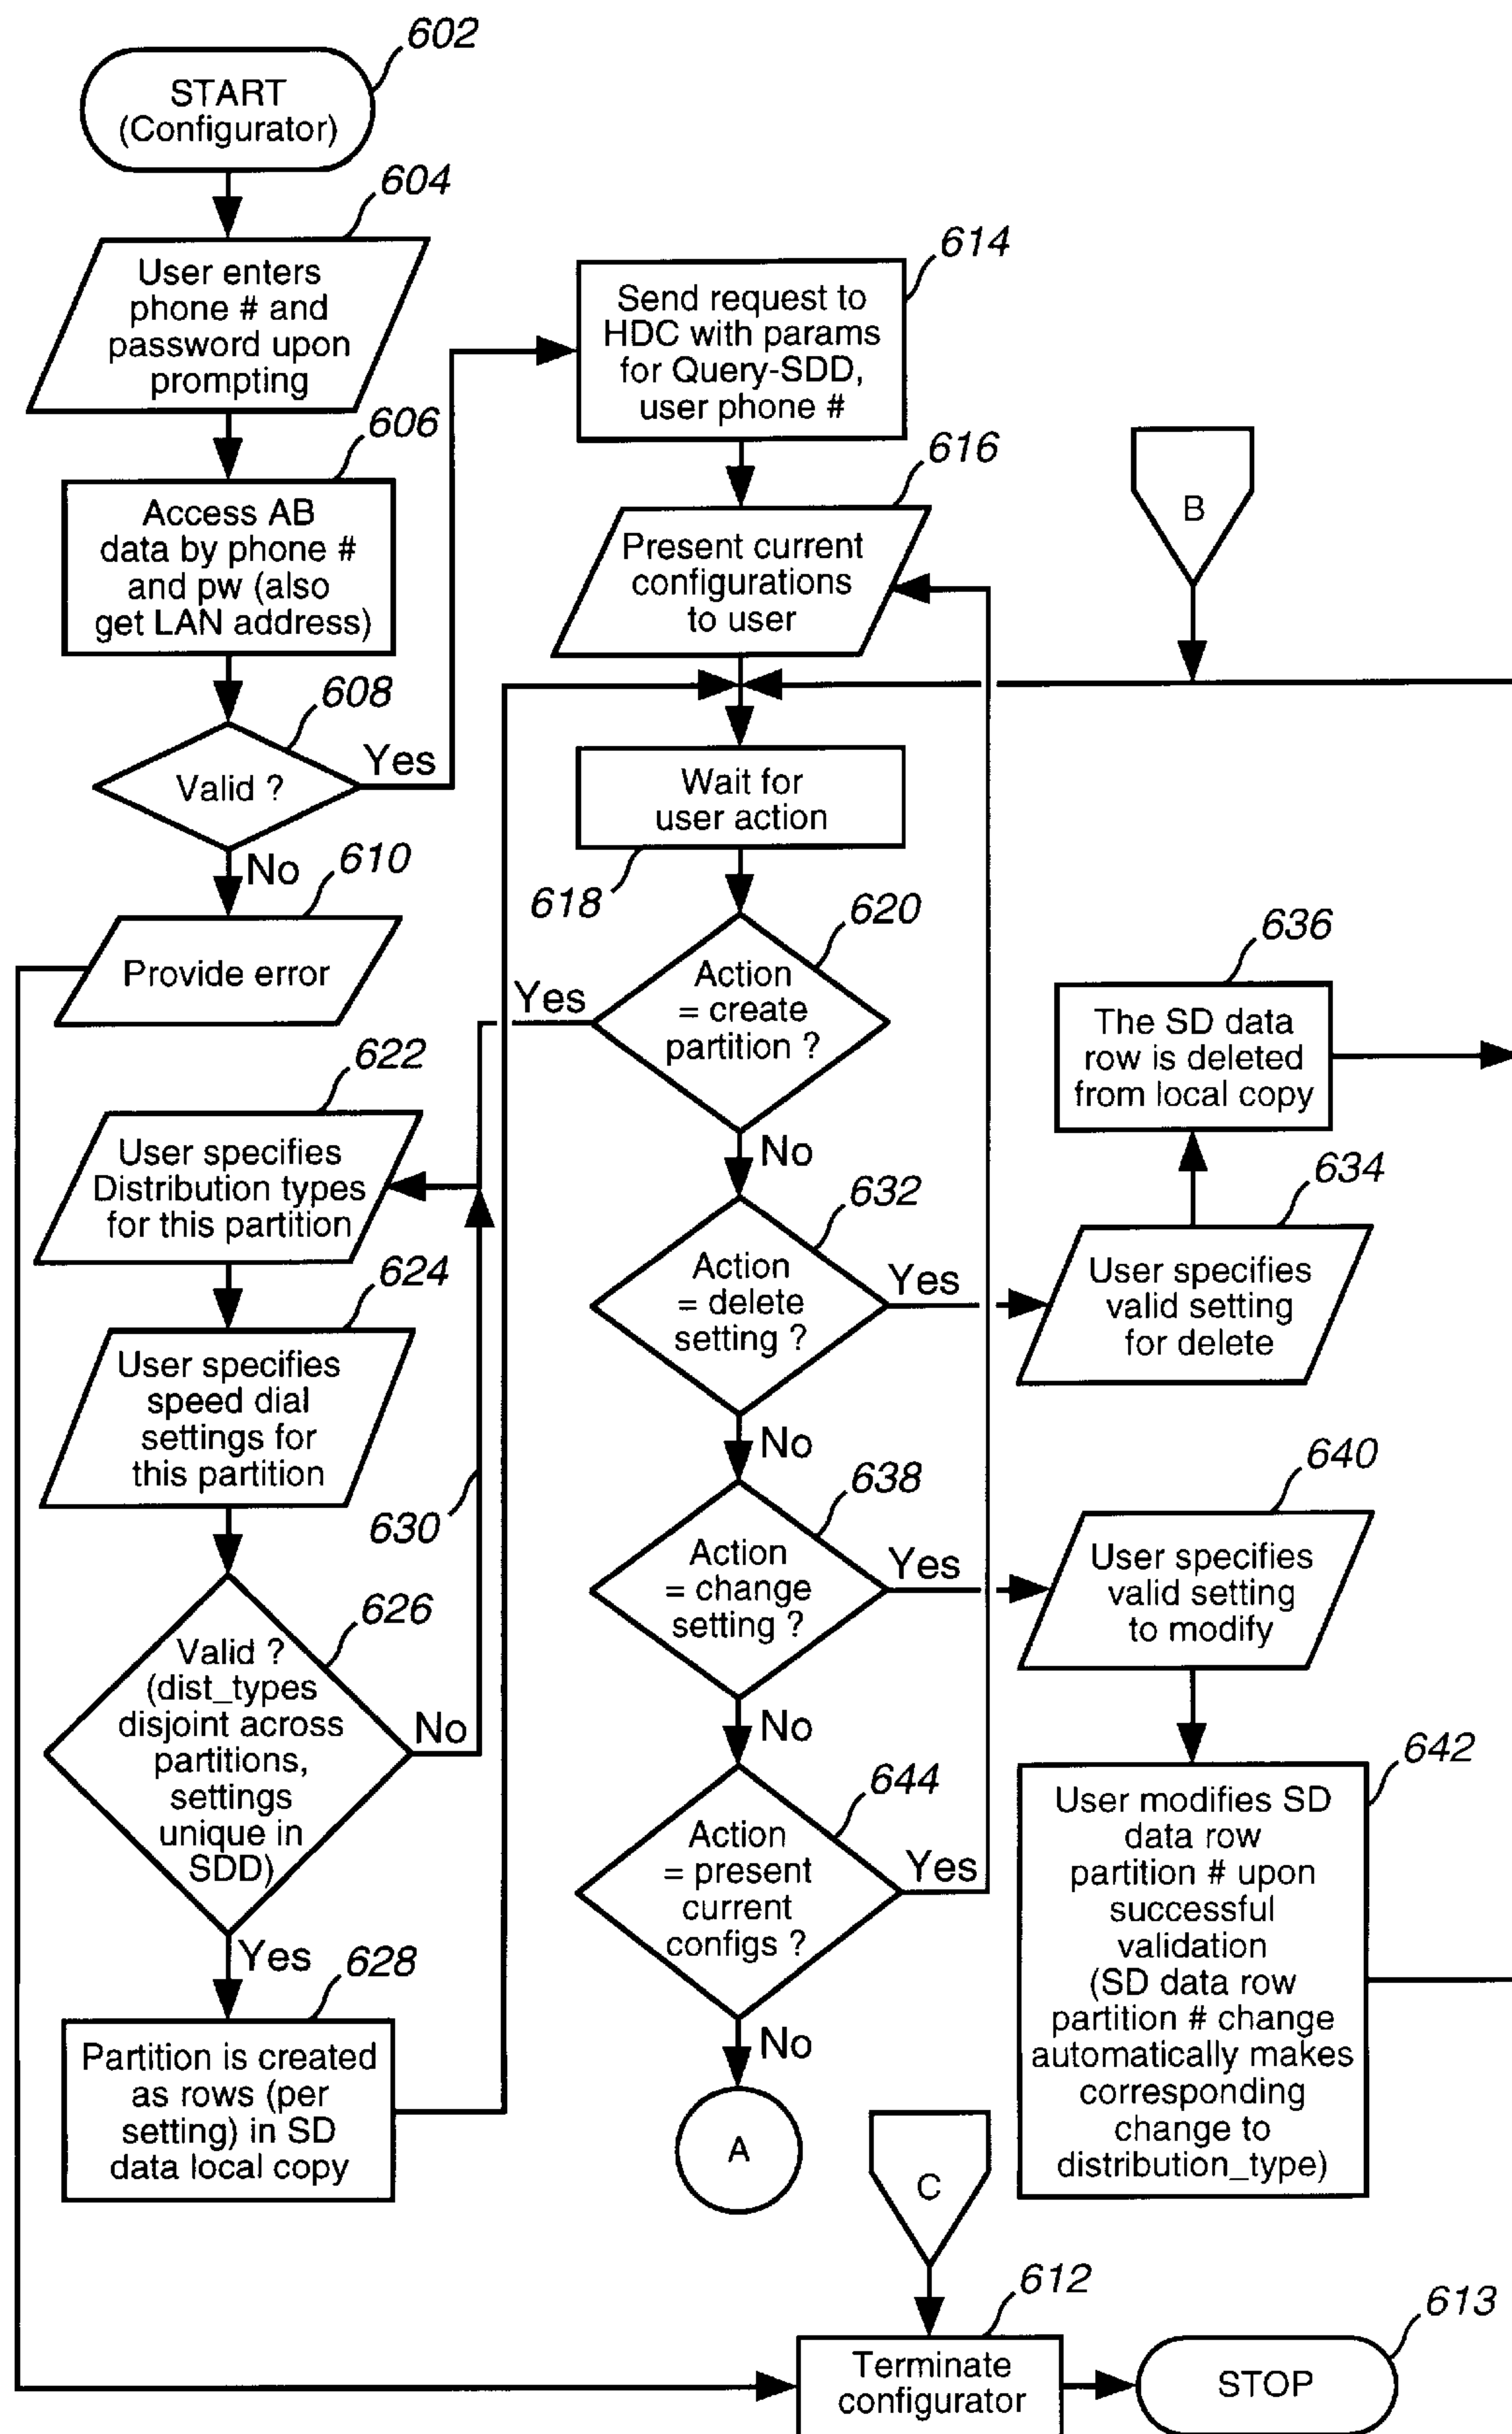 602
START
(Configurator)
604
User enters
phone # and
password upon
prompting
606
Access AB
data by phone #
and pw (also
get LAN address)
608
Valid ?
Yes
No
610
Provide error
614
Send request to
HDC with params
for Query-SDD,
user phone #
616
Present current
configurations
to user
B
Wait for
user action
618
620
Action
= create
partition ?
Yes
No
622
User specifies
Distribution types
for this partition
624
User specifies
speed dial
settings for
this partition
630
626
Valid ?
(dist_types
disjoint across
partitions,
settings
unique in
SDD)
No
Yes
628
Partition is created
as rows (per
setting) in SD
data local copy
632
Action
= delete
setting ?
Yes
No
636
The SD data
row is deleted
from local copy
634
User specifies
valid setting
for delete
638
Action
= change
setting ?
Yes
No
640
User specifies
valid setting
to modify
642
User modifies SD
data row
partition # upon
successful
validation
(SD data row
partition # change
automatically makes
corresponding
change to
distribution_type)
644
Action
= present
current
configs ?
Yes
No
A
C
612
Terminate
configurator
613
STOP